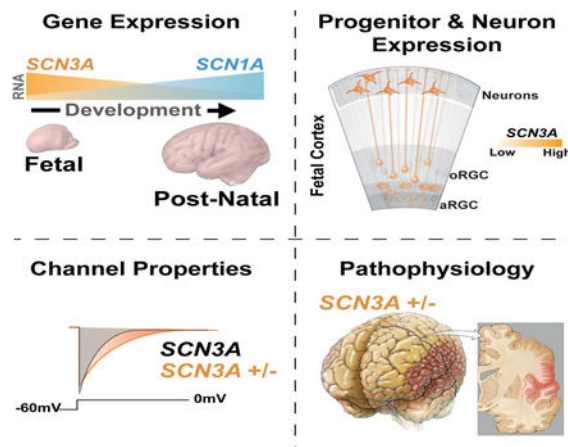 Gene Expression
SCN3A SCN1A
RNA
Development
Fetal
Post-Natal
Progenitor & Neuron
Expression
Fetal Cortex
Neurons
oRGC
aRGC
SCN3A
Low High
Channel Properties
SCN3A
SCN3A +/-
-60mV 0mV
Pathophysiology
SCN3A +/-